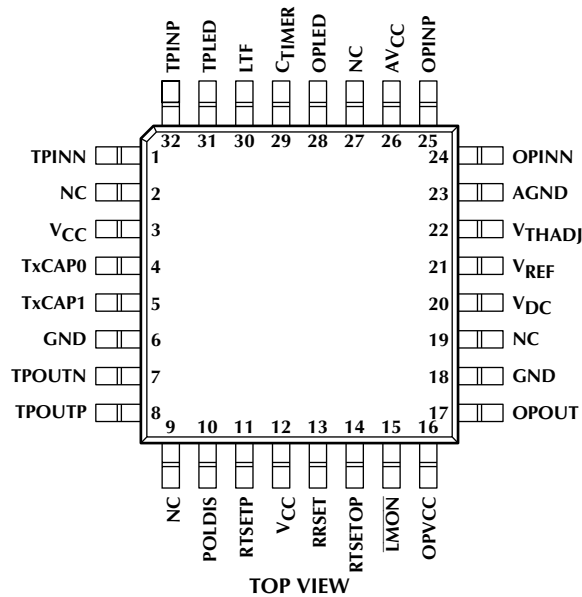 TPINP
TPLED
LTF
CTIMER
OPLED
NC
AVCC
OPINP
32 31 30 29 28 27 26 25
TPINN 1 24 OPINN
NC 2 23 AGND
VCC 3 22 VTHADJ
TxCAP0 4 21 VREF
TxCAP1 5 20 VDC
GND 6 19 NC
TPOUTN 7 18 GND
TPOUTP 8 17 OPOUT
9 10 11 12 13 14 15 16
NC
POLDIS
RTSETP
VCC
RRSET
RTSETOP
LMON
OPVCC
TOP VIEW